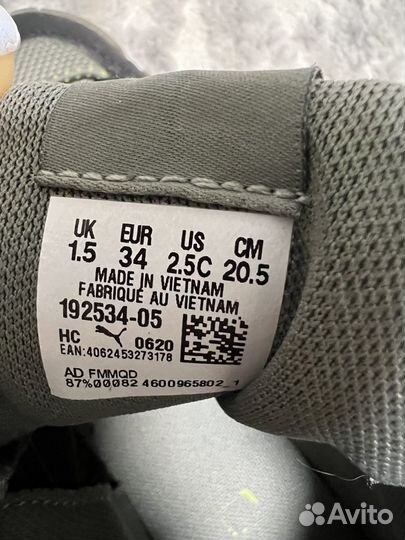 UK EUR US CM
1.5 34 2.5C 20.5
MADE IN VIETNAM
FABRIQUÉ AU VIETNAM
192534-05
HC 0620
EAN:4062453273178
AD FMMQD
87%00082 4600965802_1
Avito